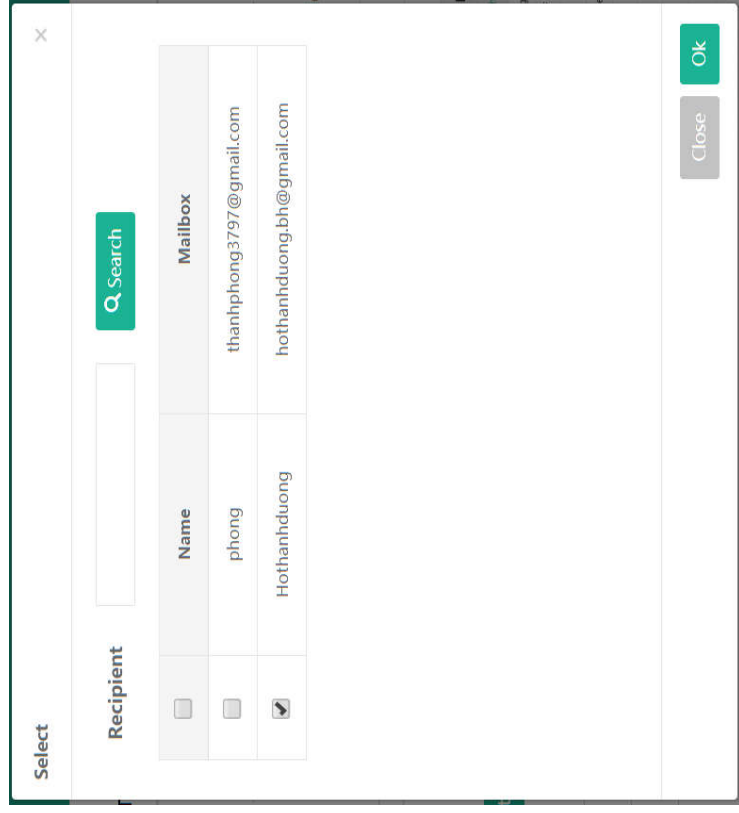 Select ×
Recipient Search
Name Mailbox
phong thanhphong3797@gmail.com
Hothanhduong hothanhduong.bh@gmail.com
Close Ok